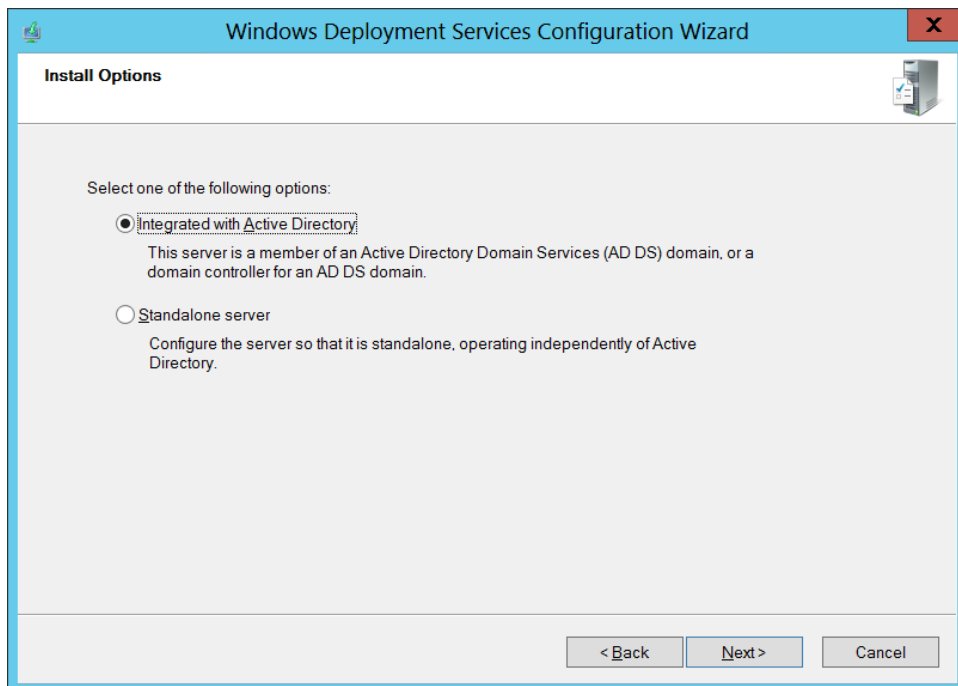 Windows Deployment Services Configuration Wizard
X
Install Options
Select one of the following options:
Integrated with Active Directory
This server is a member of an Active Directory Domain Services (AD DS) domain, or a
domain controller for an AD DS domain.
Standalone server
Configure the server so that it is standalone, operating independently of Active
Directory.
< Back
Next >
Cancel